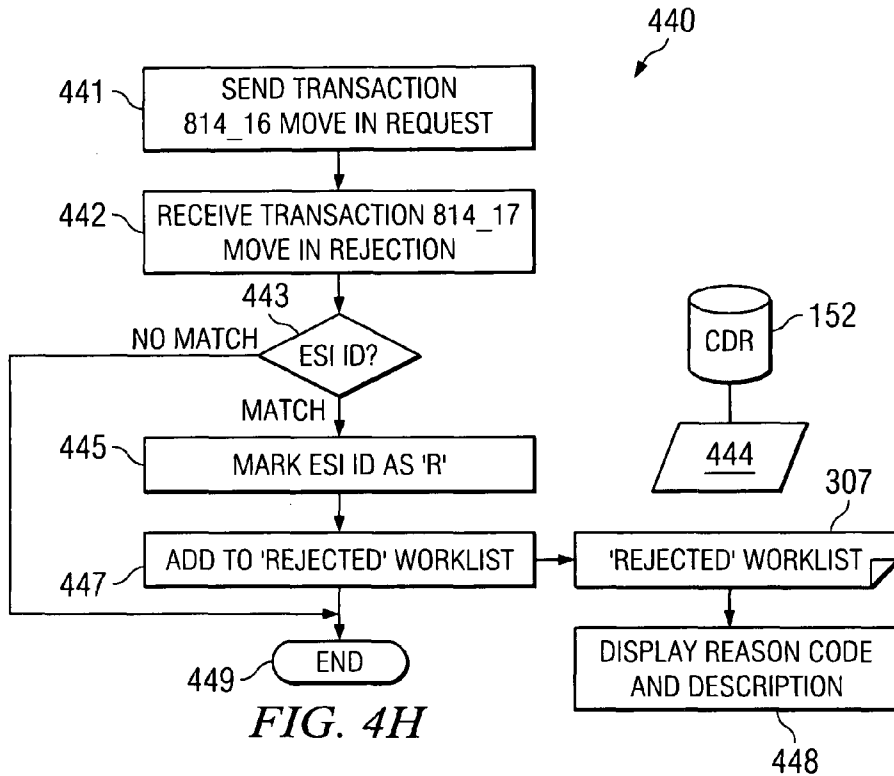 440
441
SEND TRANSACTION
814_16 MOVE IN REQUEST
442
RECEIVE TRANSACTION 814_17
MOVE IN REJECTION
443
NO MATCH
ESI ID?
MATCH
CDR
152
444
445
MARK ESI ID AS 'R'
307
447
ADD TO 'REJECTED' WORKLIST
'REJECTED' WORKLIST
449
END
DISPLAY REASON CODE
AND DESCRIPTION
448
FIG. 4H